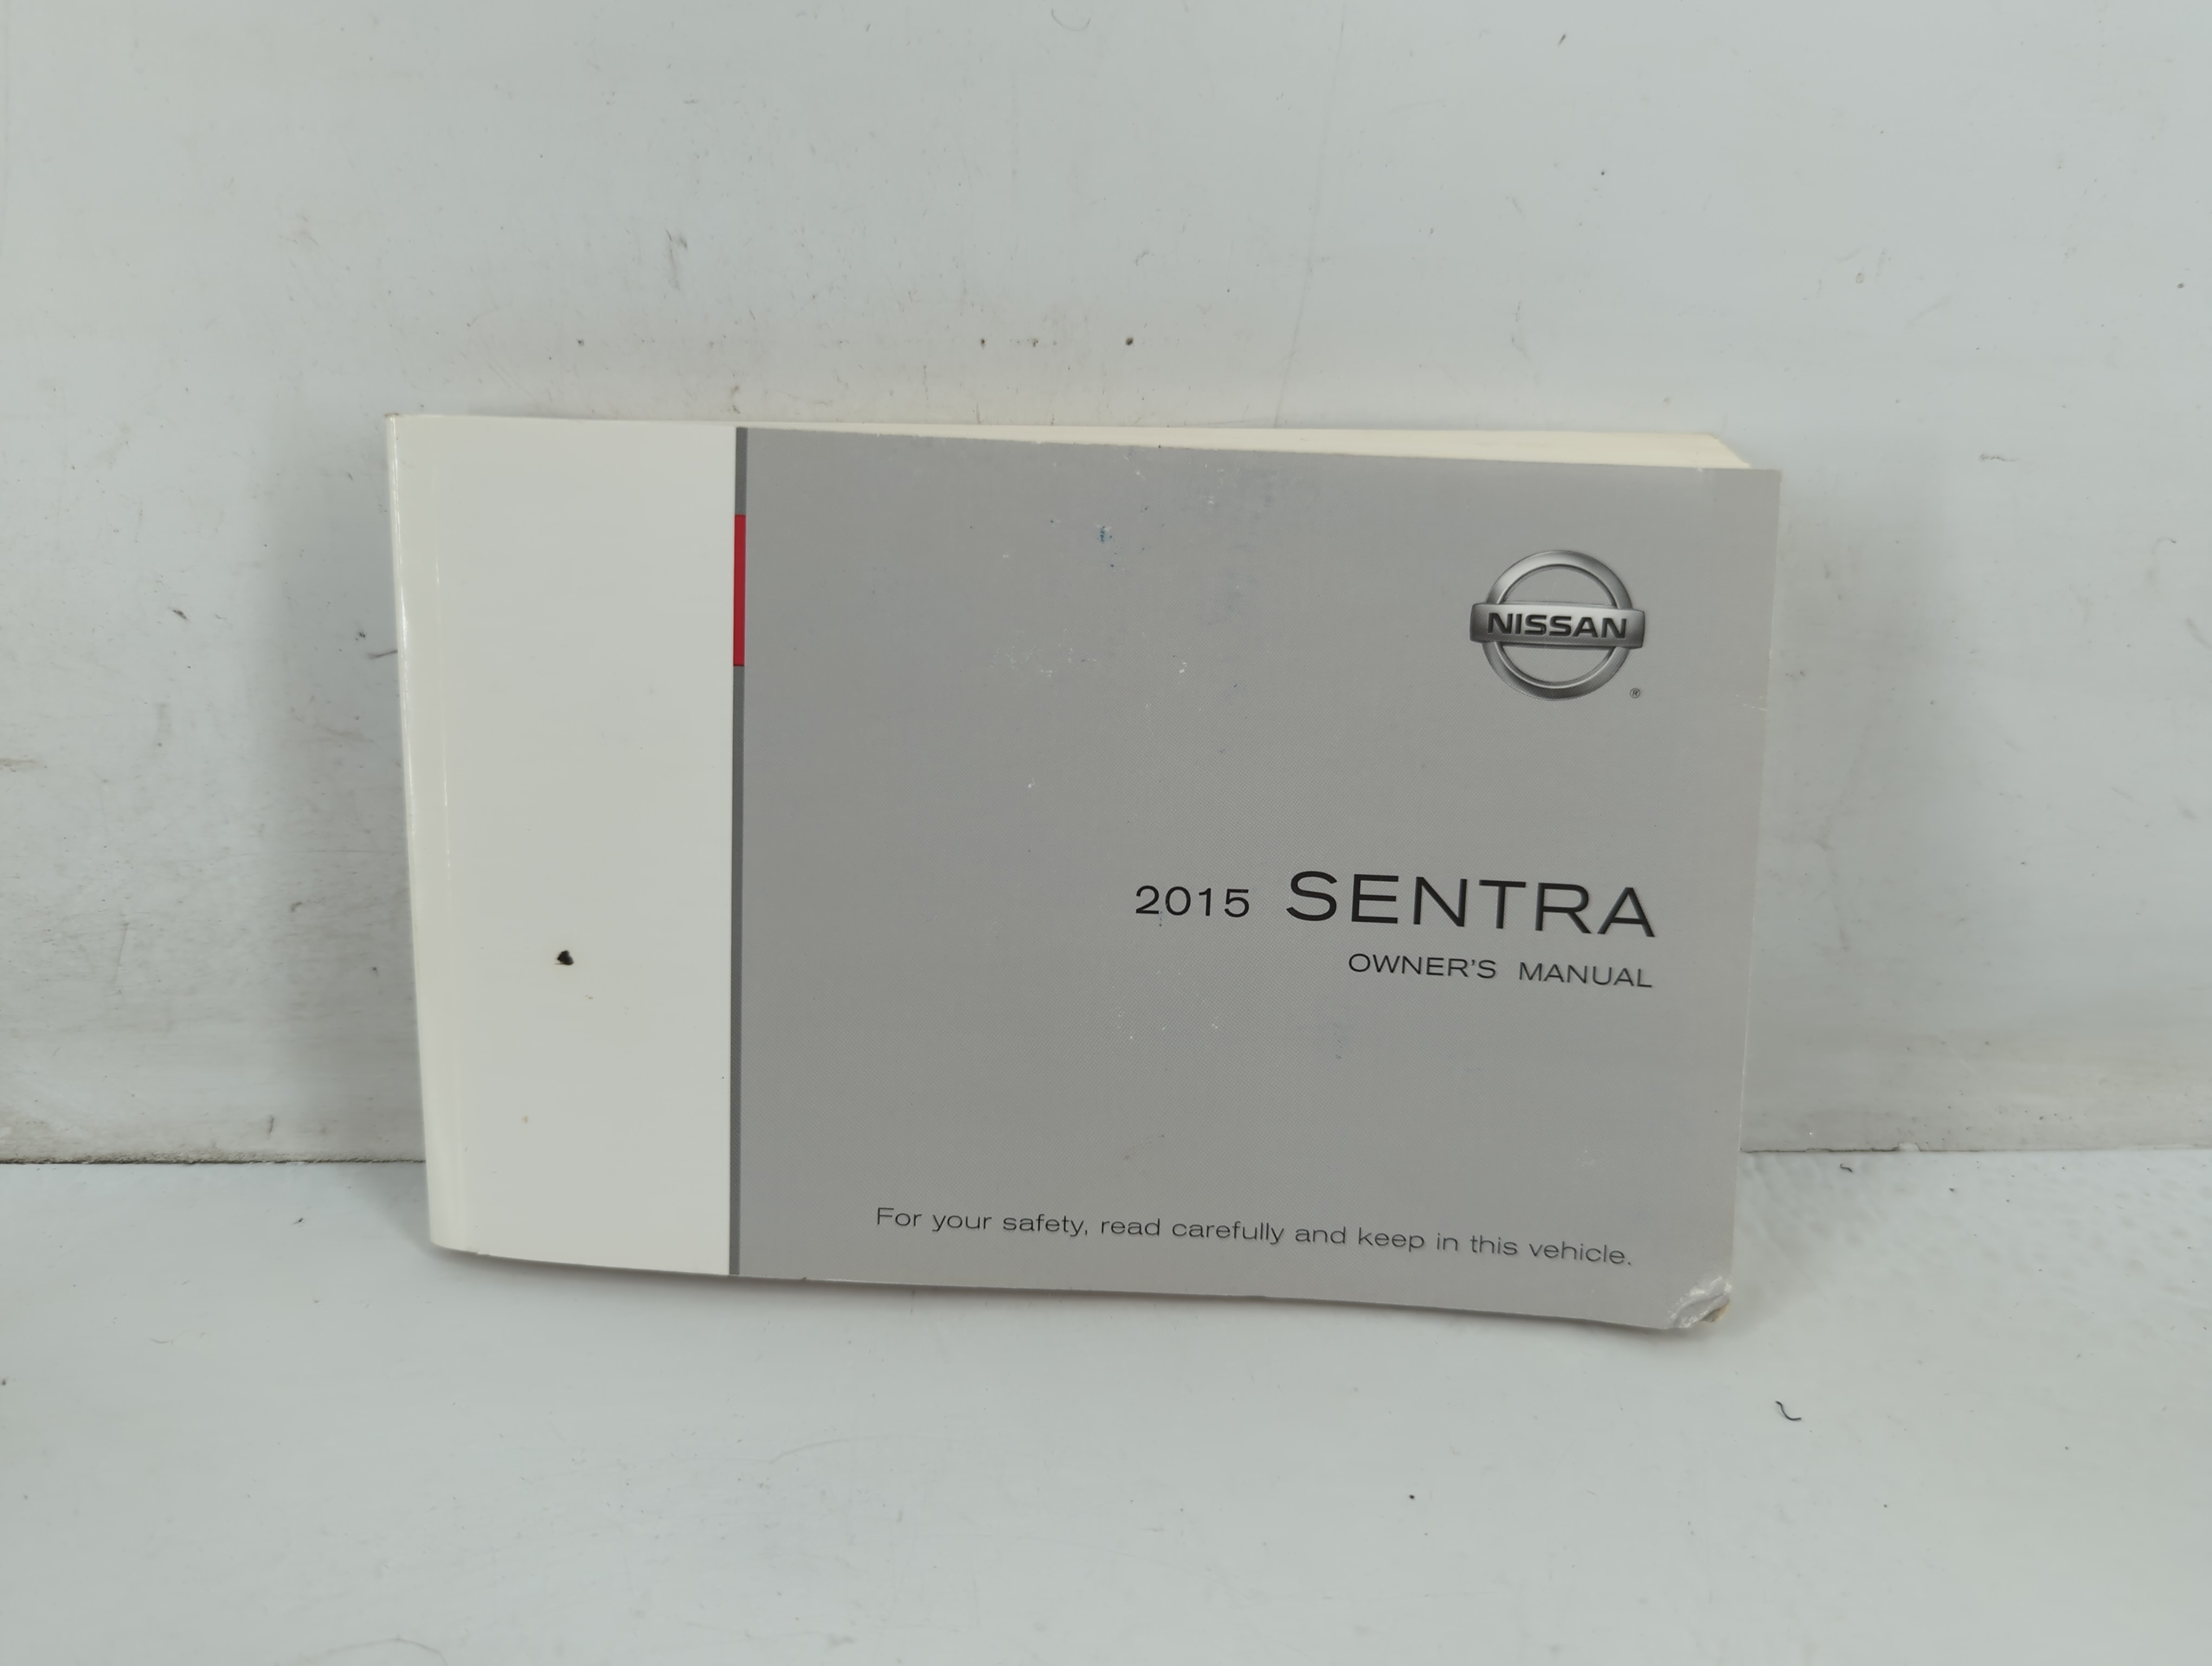 NISSAN
®
2015 SENTRA
OWNER'S MANUAL
For your safety, read carefully and keep in this vehicle.